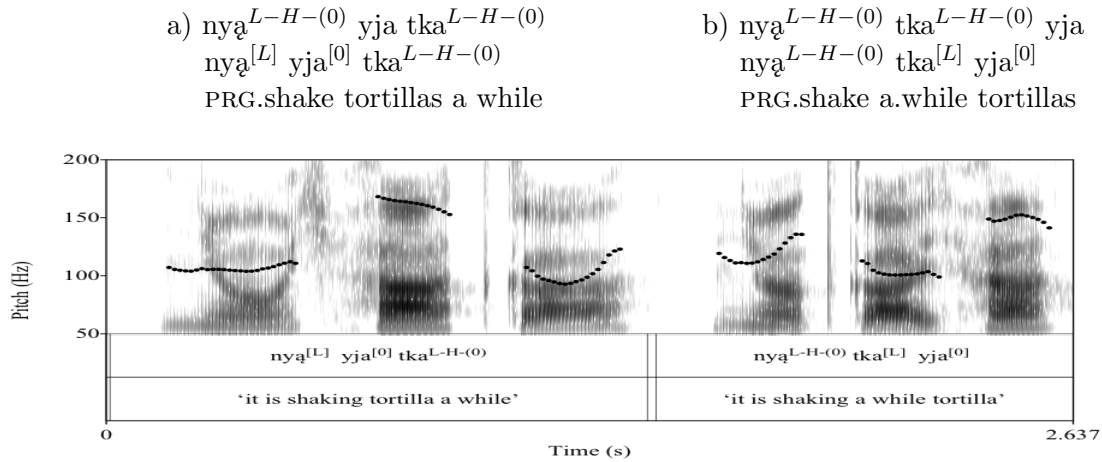 a) nyą^{L−H−(0)} yja tka^{L−H−(0)}
nyą^{[L]} yja^{[0]} tka^{L−H−(0)}
PRG.shake tortillas a while
b) nyą^{L−H−(0)} tka^{L−H−(0)} yja
nyą^{L−H−(0)} tka^{[L]} yja^{[0]}
PRG.shake a.while tortillas
200
150
100
50
Pitch (Hz)
nyą^{[L]} yja^{[0]} tka^{L-H-(0)}
nyą^{L-H-(0)} tka^{[L]} yja^{[0]}
‘it is shaking tortilla a while’
‘it is shaking a while tortilla’
0
2.637
Time (s)